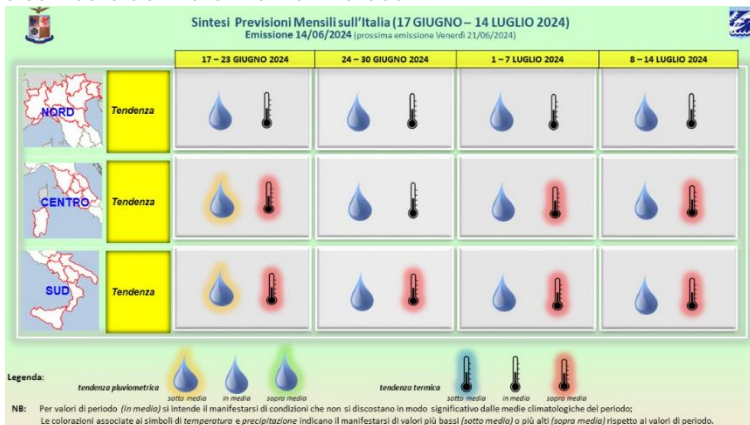 Sintesi Previsioni Mensili sull'Italia (17 GIUGNO – 14 LUGLIO 2024)
Emissione 14/06/2024 (prossima emissione Venerdì 21/06/2024)
17 – 23 GIUGNO 2024 24 – 30 GIUGNO 2024 1 – 7 LUGLIO 2024 8 – 14 LUGLIO 2024
NORD Tendenza
CENTRO Tendenza
SUD Tendenza
Legenda:
tendenza pluviometrica tendenza termica
sotto media in media sopra media sotto media in media sopra media
NB: Per valori di periodo (in media) si intende il manifestarsi di condizioni che non si discostano in modo significativo dalle medie climatologiche del periodo;
Le colorazioni associate ai simboli di temperatura e precipitazione indicano il manifestarsi di valori più bassi (sotto media) o più alti (sopra media) rispetto ai valori di periodo.